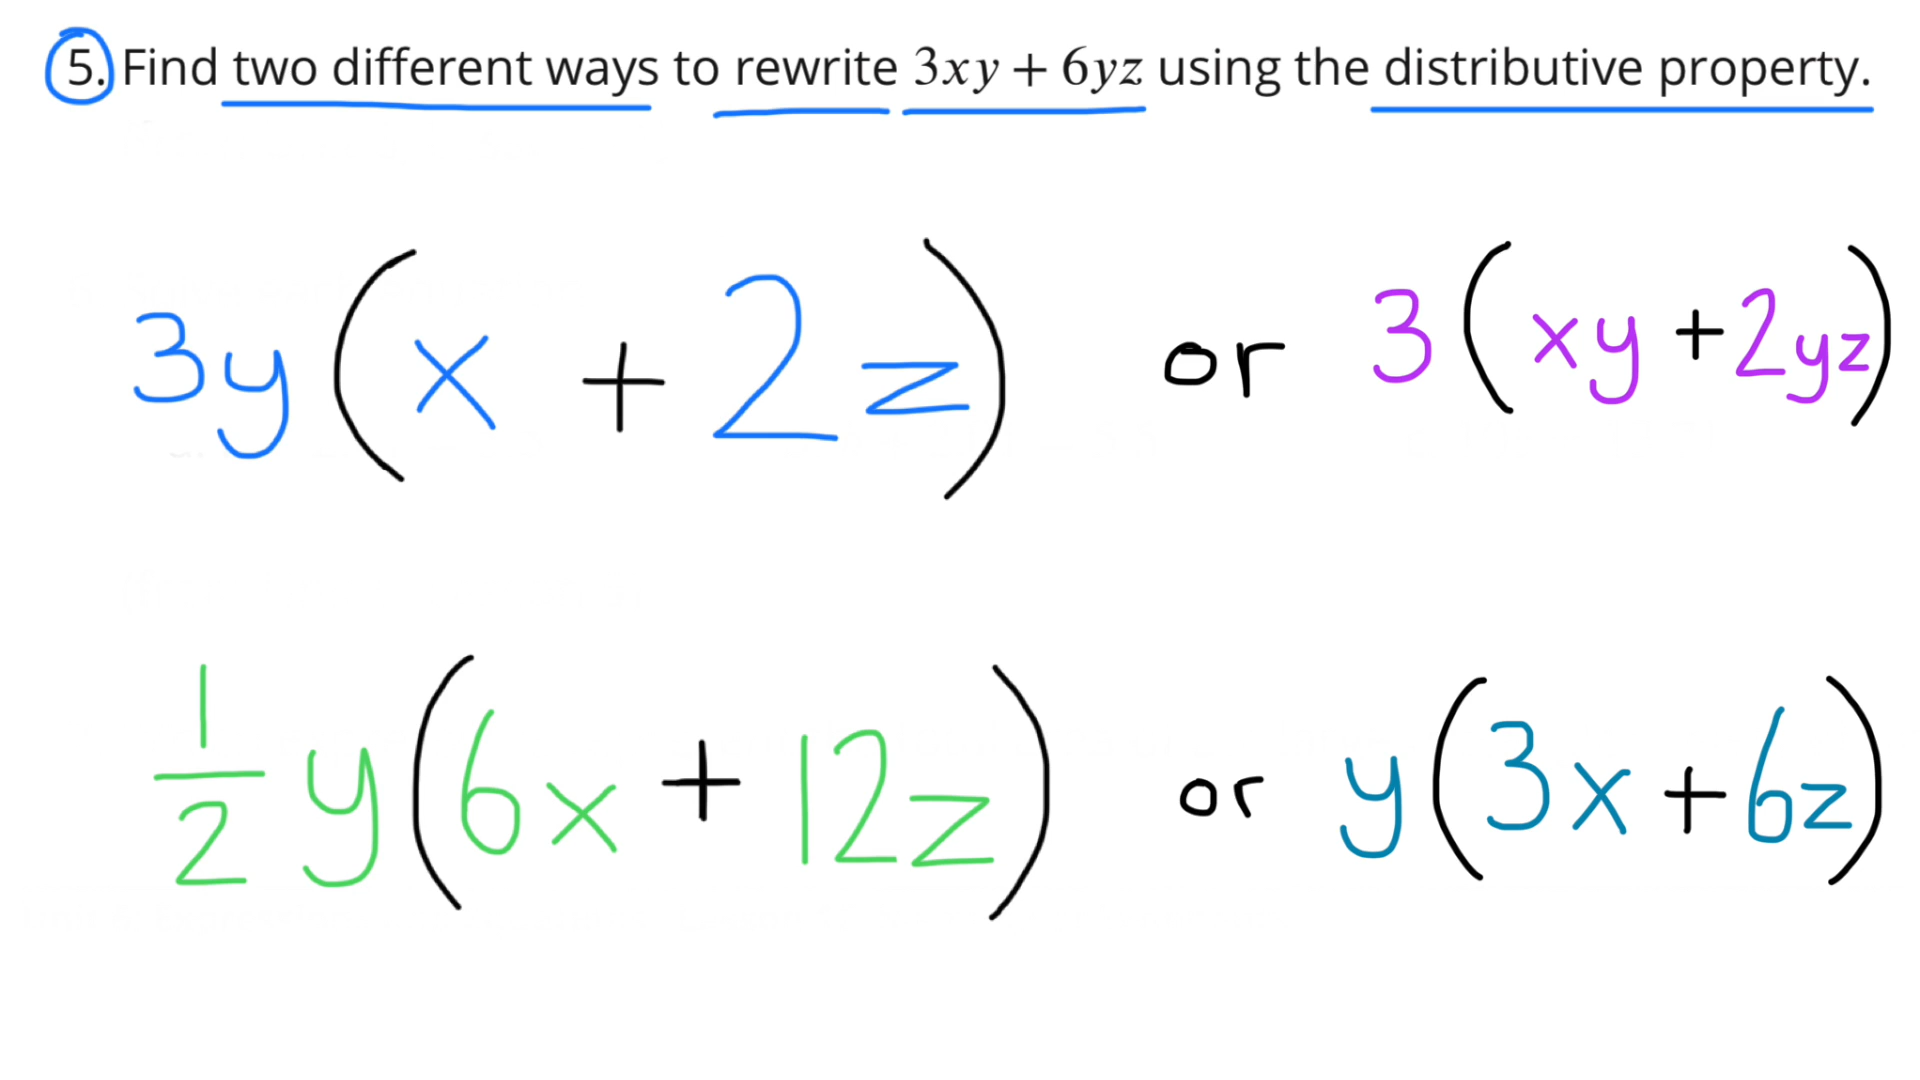 5. Find two different ways to rewrite 3xy + 6yz using the distributive property.
3y(x + 2z) or 3(xy + 2yz)
1/2 y(6x + 12z) or y(3x + 6z)